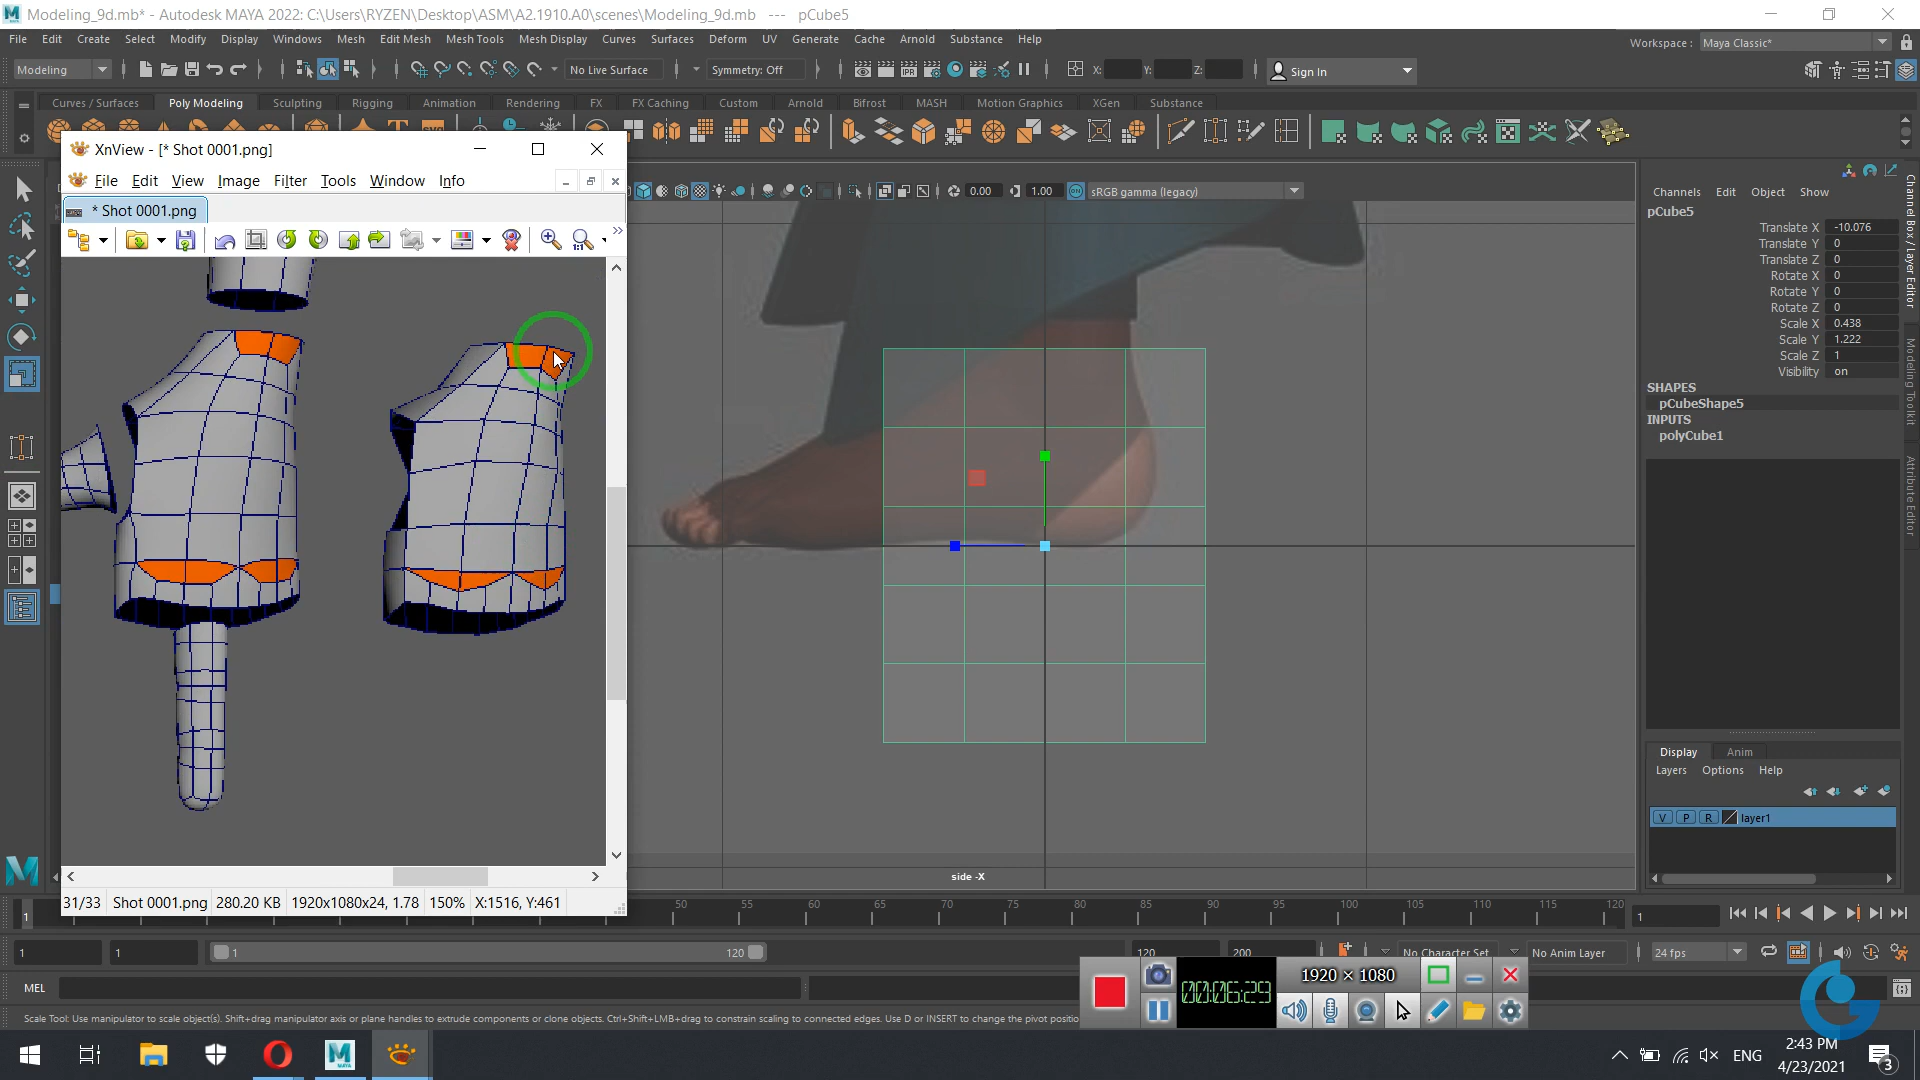 Modeling_9d.mb* - Autodesk MAYA 2022: C:\Users\RYZEN\Desktop\ASM\A2.1910.A0\scenes\Modeling_9d.mb --- pCube5
File Edit Create Select Modify Display Windows Mesh Edit Mesh Mesh Tools Mesh Display Curves Surfaces Deform UV Generate Cache Arnold Substance Help
Workspace : Maya Classic*
Modeling
No Live Surface
Symmetry: Off
X: Y: Z:
Sign In
Curves / Surfaces Poly Modeling Sculpting Rigging Animation Rendering FX FX Caching Custom Arnold Bifrost MASH Motion Graphics XGen Substance
XnView - [* Shot 0001.png]
File Edit View Image Filter Tools Window Info
* Shot 0001.png
0.00 1.00 sRGB gamma (legacy)
Channels Edit Object Show
pCube5
Translate X -10.076
Translate Y 0
Translate Z 0
Rotate X 0
Rotate Y 0
Rotate Z 0
Scale X 0.438
Scale Y 1.222
Scale Z 1
Visibility on
SHAPES
pCubeShape5
INPUTS
polyCube1
Channel Box / Layer Editor
Modeling Toolkit
Attribute Editor
Display Anim
Layers Options Help
V P R layer1
side -X
31/33 Shot 0001.png 280.20 KB 1920x1080x24, 1.78 150% X:1516, Y:461
1 50 55 60 65 70 75 80 85 90 95 100 105 110 115 120 1
1 1 1 120 120 200 No Character Set No Anim Layer 24 fps
MEL
1920 × 1080
00:06:29
Scale Tool: Use manipulator to scale object(s). Shift+drag manipulator axis or plane handles to extrude components or clone objects. Ctrl+Shift+LMB+drag to constrain scaling to connected edges. Use D or INSERT to change the pivot positio
ENG
2:43 PM
4/23/2021
3